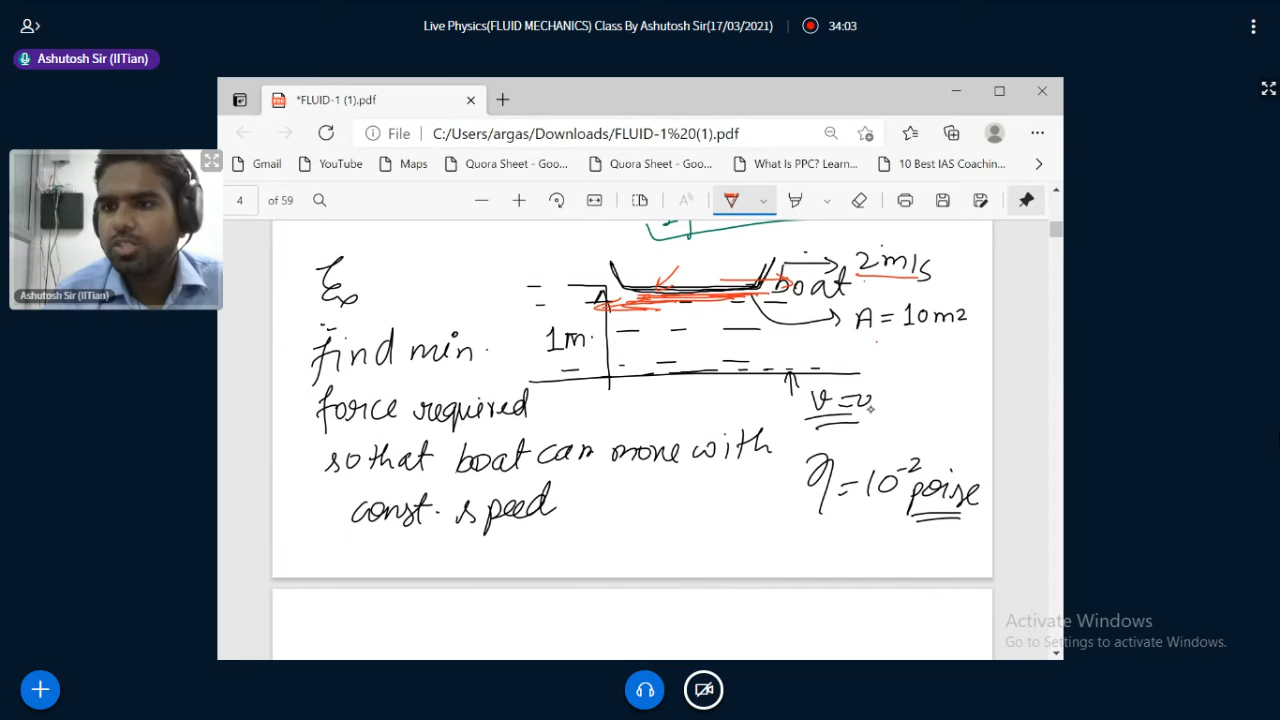 Live Physics(FLUID MECHANICS) Class By Ashutosh Sir(17/03/2021)
34:03
Ashutosh Sir (IITian)
*FLUID-1 (1).pdf
File
C:/Users/argas/Downloads/FLUID-1%20(1).pdf
Gmail
YouTube
Maps
Quora Sheet - Goo...
Quora Sheet - Goo...
What Is PPC? Learn...
10 Best IAS Coachin...
4 of 59
Ex
boat 2m/s
A = 10m2
1m.
find min.
force required
so that boat can move with
const. speed
v=0
η=10⁻² poise
Ashutosh Sir (IITian)
Activate Windows
Go to Settings to activate Windows.